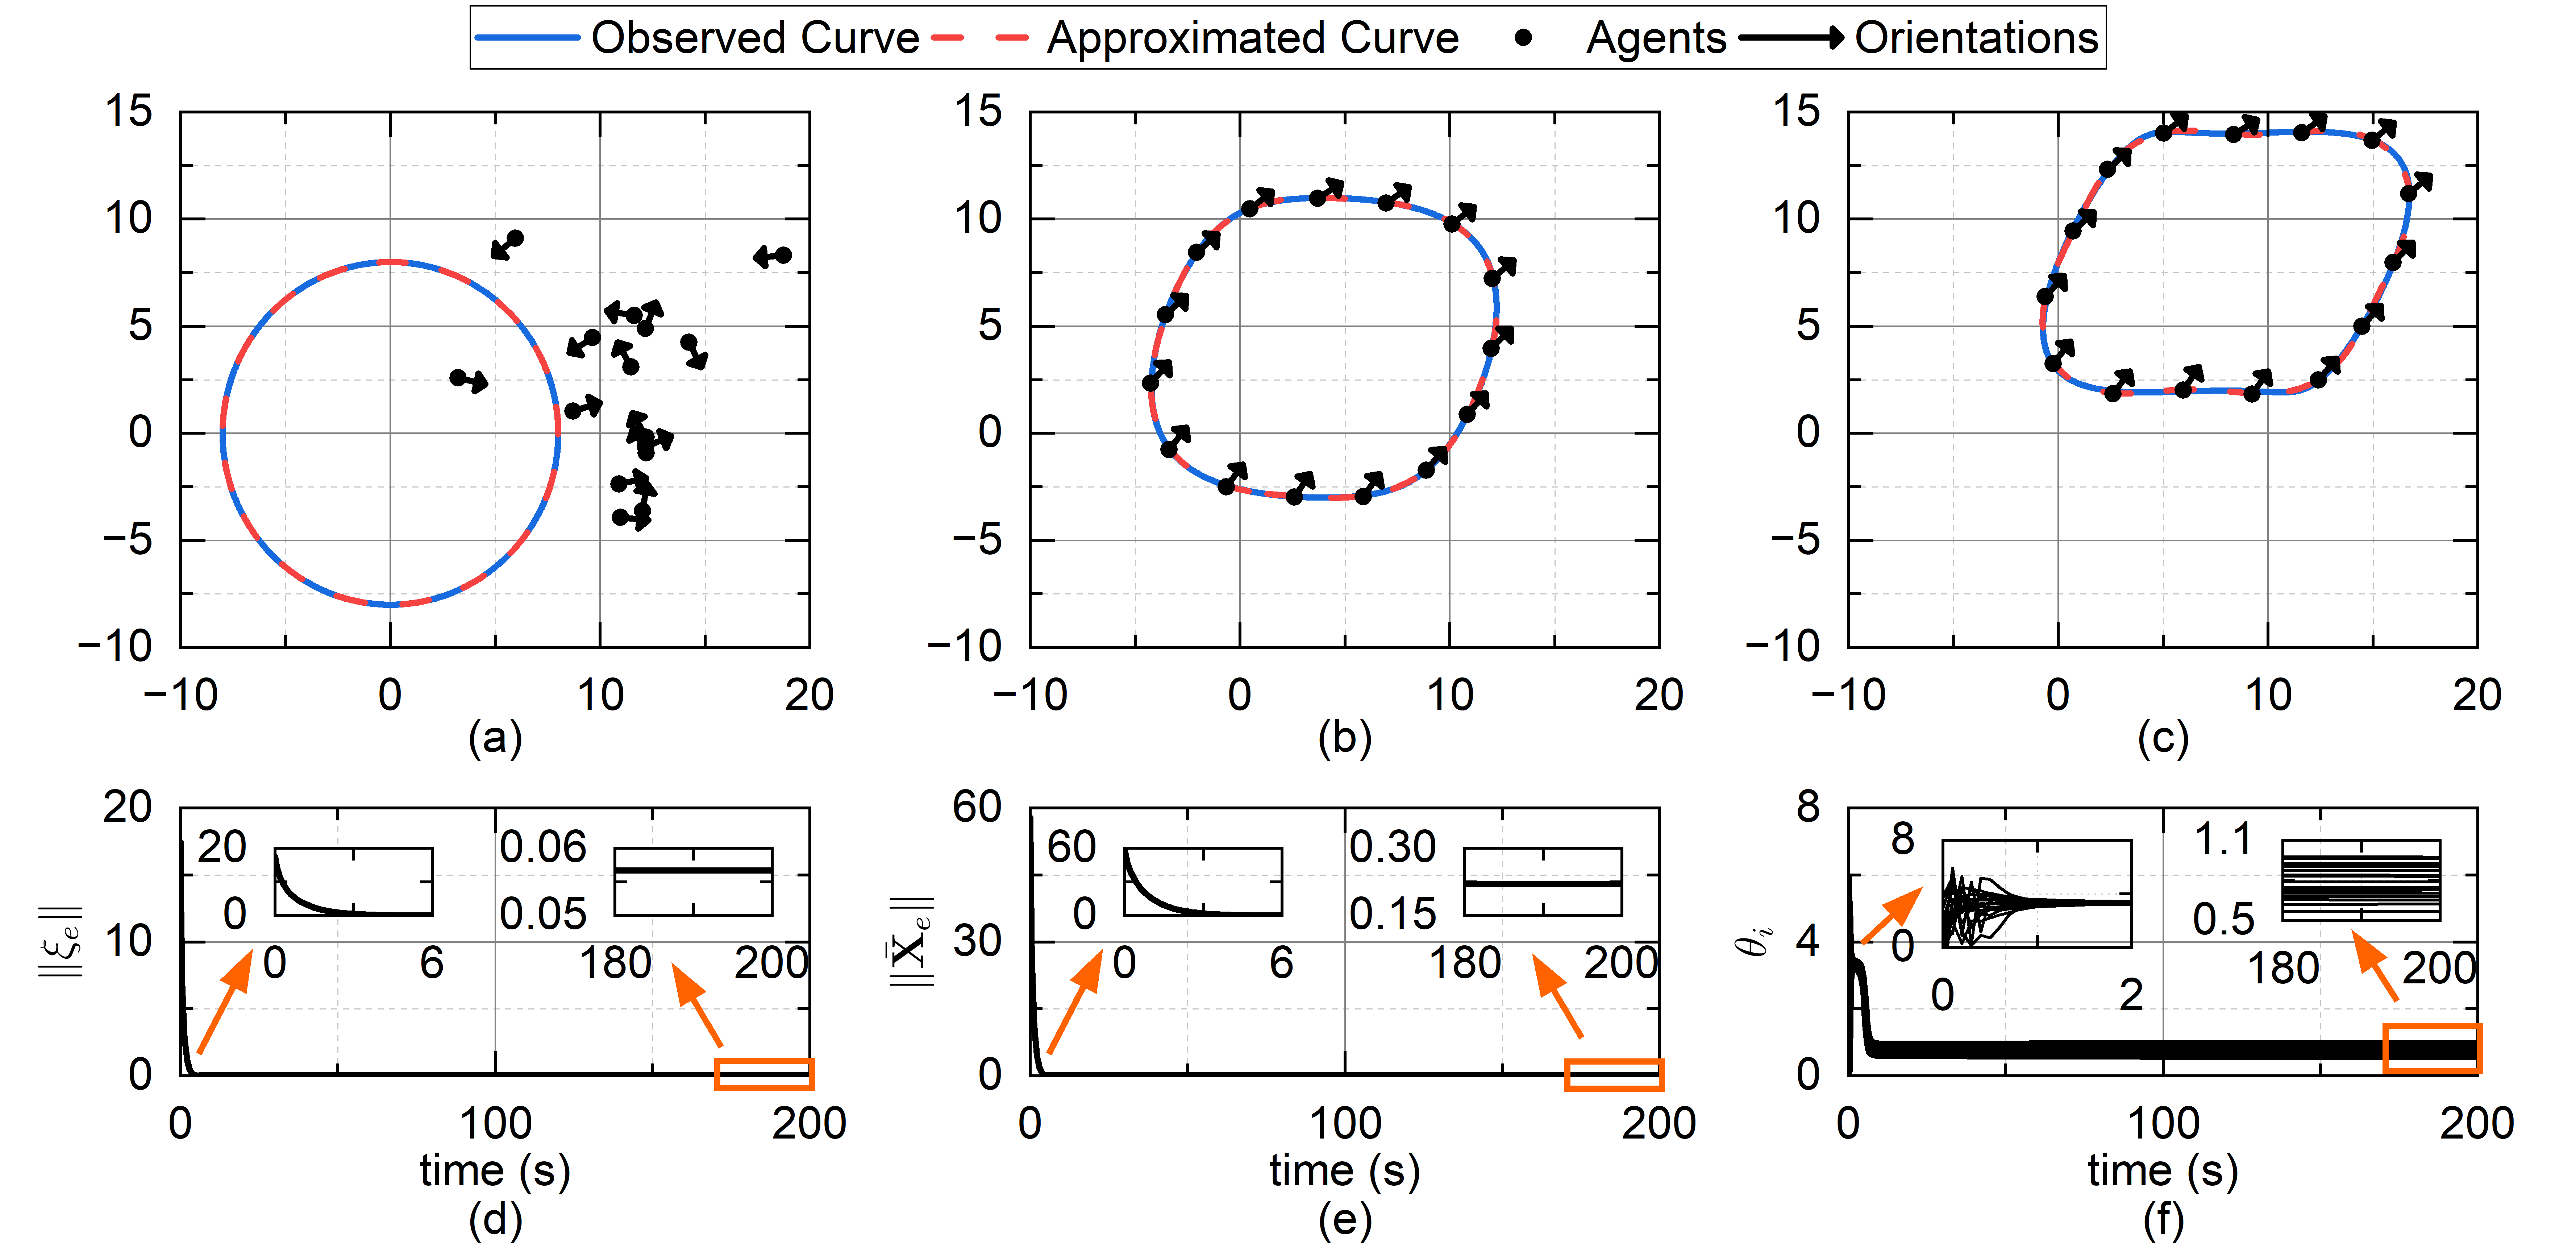 Observed Curve Approximated Curve Agents Orientations
15 15 15
10 10 10
5 5 5
0 0 0
−5 −5 −5
−10 −10 −10
−10 0 10 20 −10 0 10 20 −10 0 10 20
(a) (b) (c)
20 60 8
20 0.06 60 0.30 8 1.1
0 0.05 0 0.15 0 0.5
10 30 4
0 6 180 200 0 6 180 200 0 2 180 200
0 0 0
‖ξₑ‖ ‖X̄ₑ‖ θᵢ
0 100 200 0 100 200 0 100 200
time (s) time (s) time (s)
(d) (e) (f)